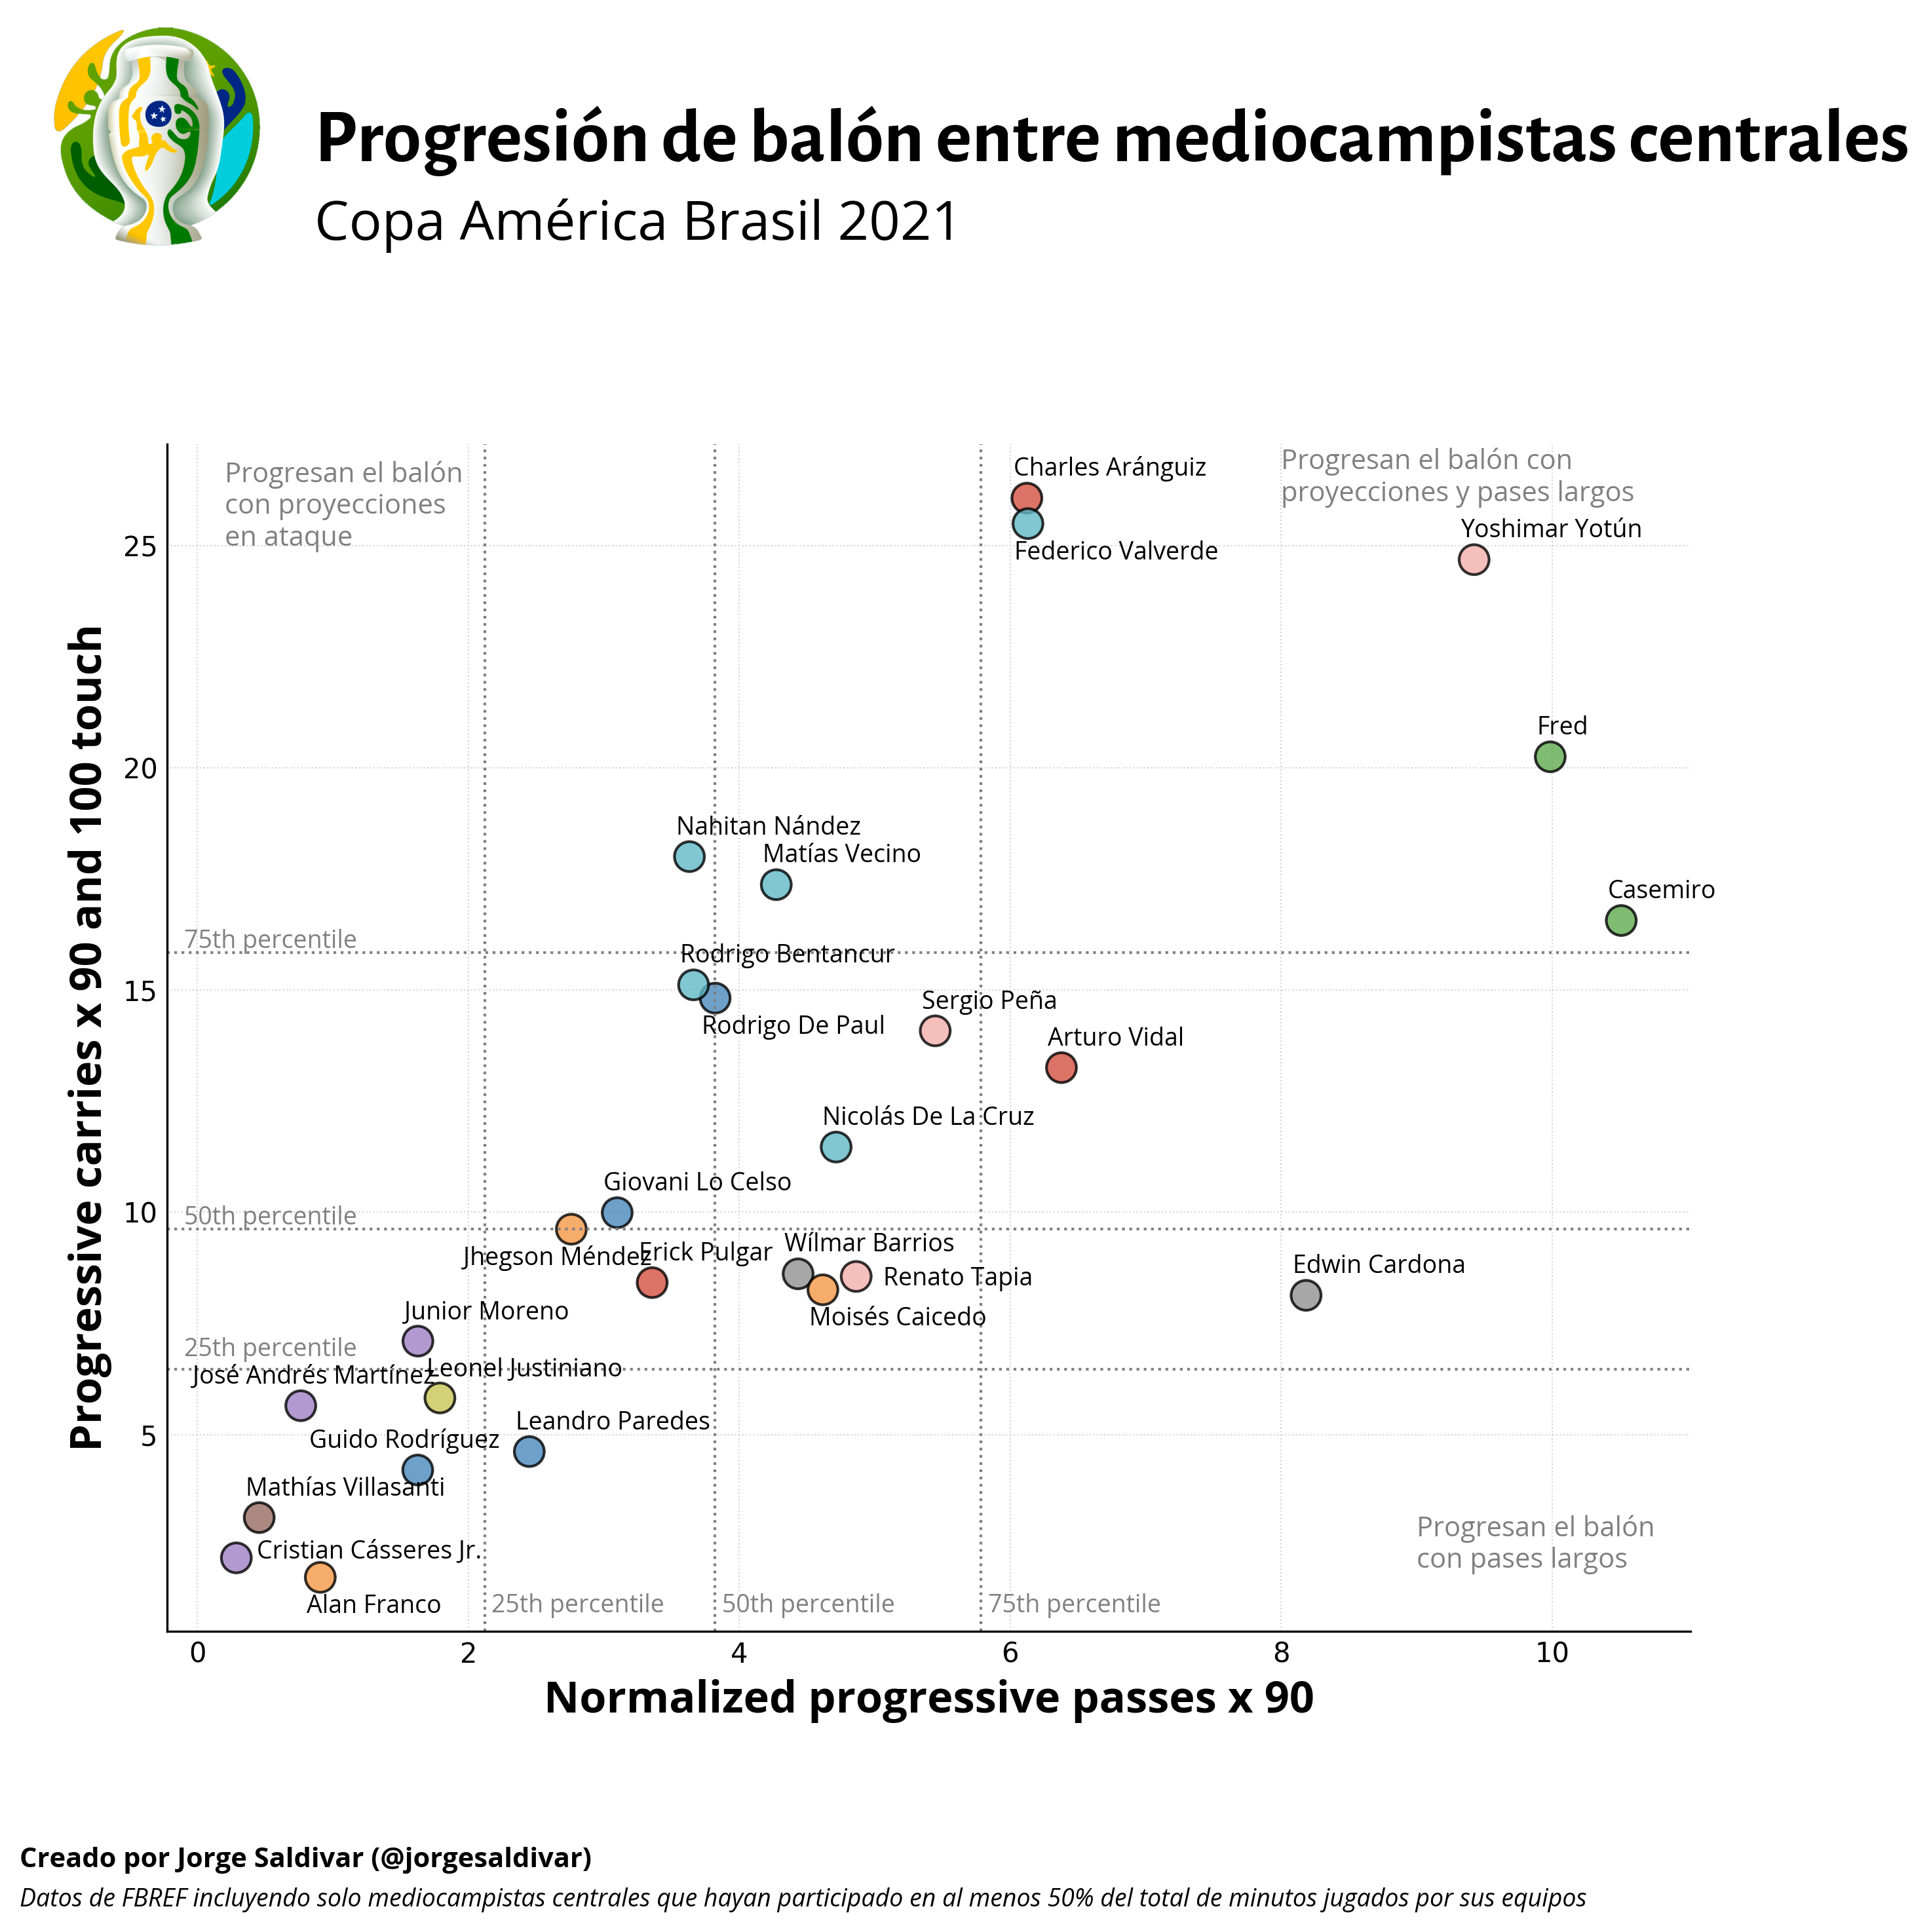 Progresión de balón entre mediocampistas centrales
Copa América Brasil 2021
Progresan el balón
con proyecciones
en ataque
Progresan el balón con
proyecciones y pases largos
Charles Aránguiz
Federico Valverde
Yoshimar Yotún
Fred
Nahitan Nández
Matías Vecino
Casemiro
75th percentile
Rodrigo Bentancur
Rodrigo De Paul
Sergio Peña
Arturo Vidal
Nicolás De La Cruz
Giovani Lo Celso
50th percentile
Jhegson Méndez
Erick Pulgar
Wílmar Barrios
Renato Tapia
Moisés Caicedo
Edwin Cardona
Junior Moreno
25th percentile
José Andrés Martínez
Leonel Justiniano
Leandro Paredes
Guido Rodríguez
Mathías Villasanti
Cristian Cásseres Jr.
Alan Franco
Progresan el balón
con pases largos
25th percentile
50th percentile
75th percentile
25
20
15
10
5
Progressive carries x 90 and 100 touch
0 2 4 6 8 10
Normalized progressive passes x 90
Creado por Jorge Saldivar (@jorgesaldivar)
Datos de FBREF incluyendo solo mediocampistas centrales que hayan participado en al menos 50% del total de minutos jugados por sus equipos